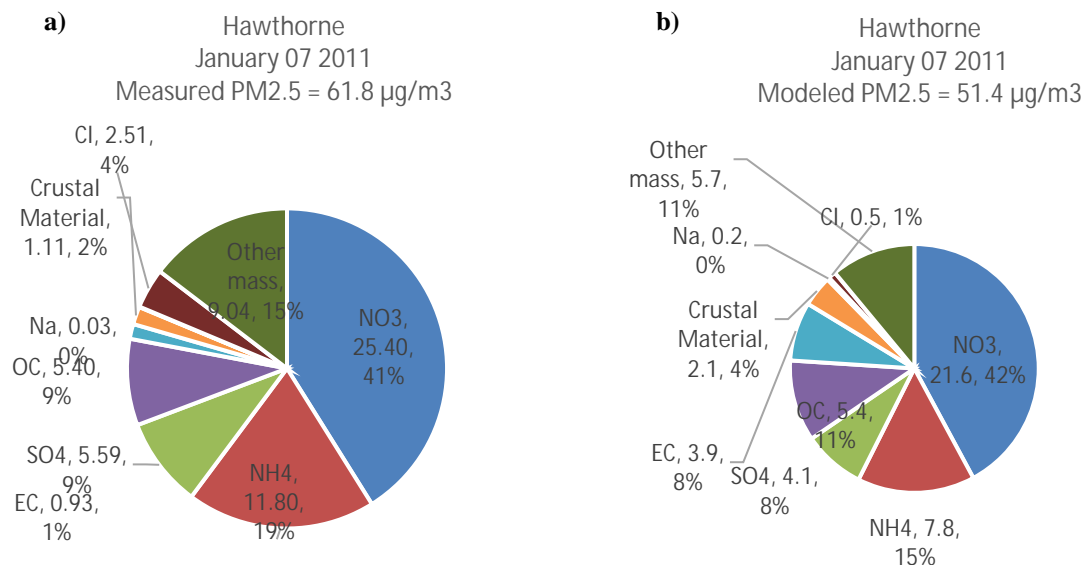 a)
Hawthorne
January 07 2011
Measured PM2.5 = 61.8 µg/m3
Cl, 2.51,
4%
Crustal
Material,
1.11, 2%
Na, 0.03,
0%
OC, 5.40,
9%
SO4, 5.59,
9%
EC, 0.93,
1%
NH4,
11.80,
19%
NO3,
25.40,
41%
Other
mass,
9.04, 15%
b)
Hawthorne
January 07 2011
Modeled PM2.5 = 51.4 µg/m3
Other
mass, 5.7,
11%
Cl, 0.5, 1%
Na, 0.2,
0%
Crustal
Material,
2.1, 4%
EC, 3.9,
8%
OC, 5.4,
11%
SO4, 4.1,
8%
NH4, 7.8,
15%
NO3,
21.6, 42%